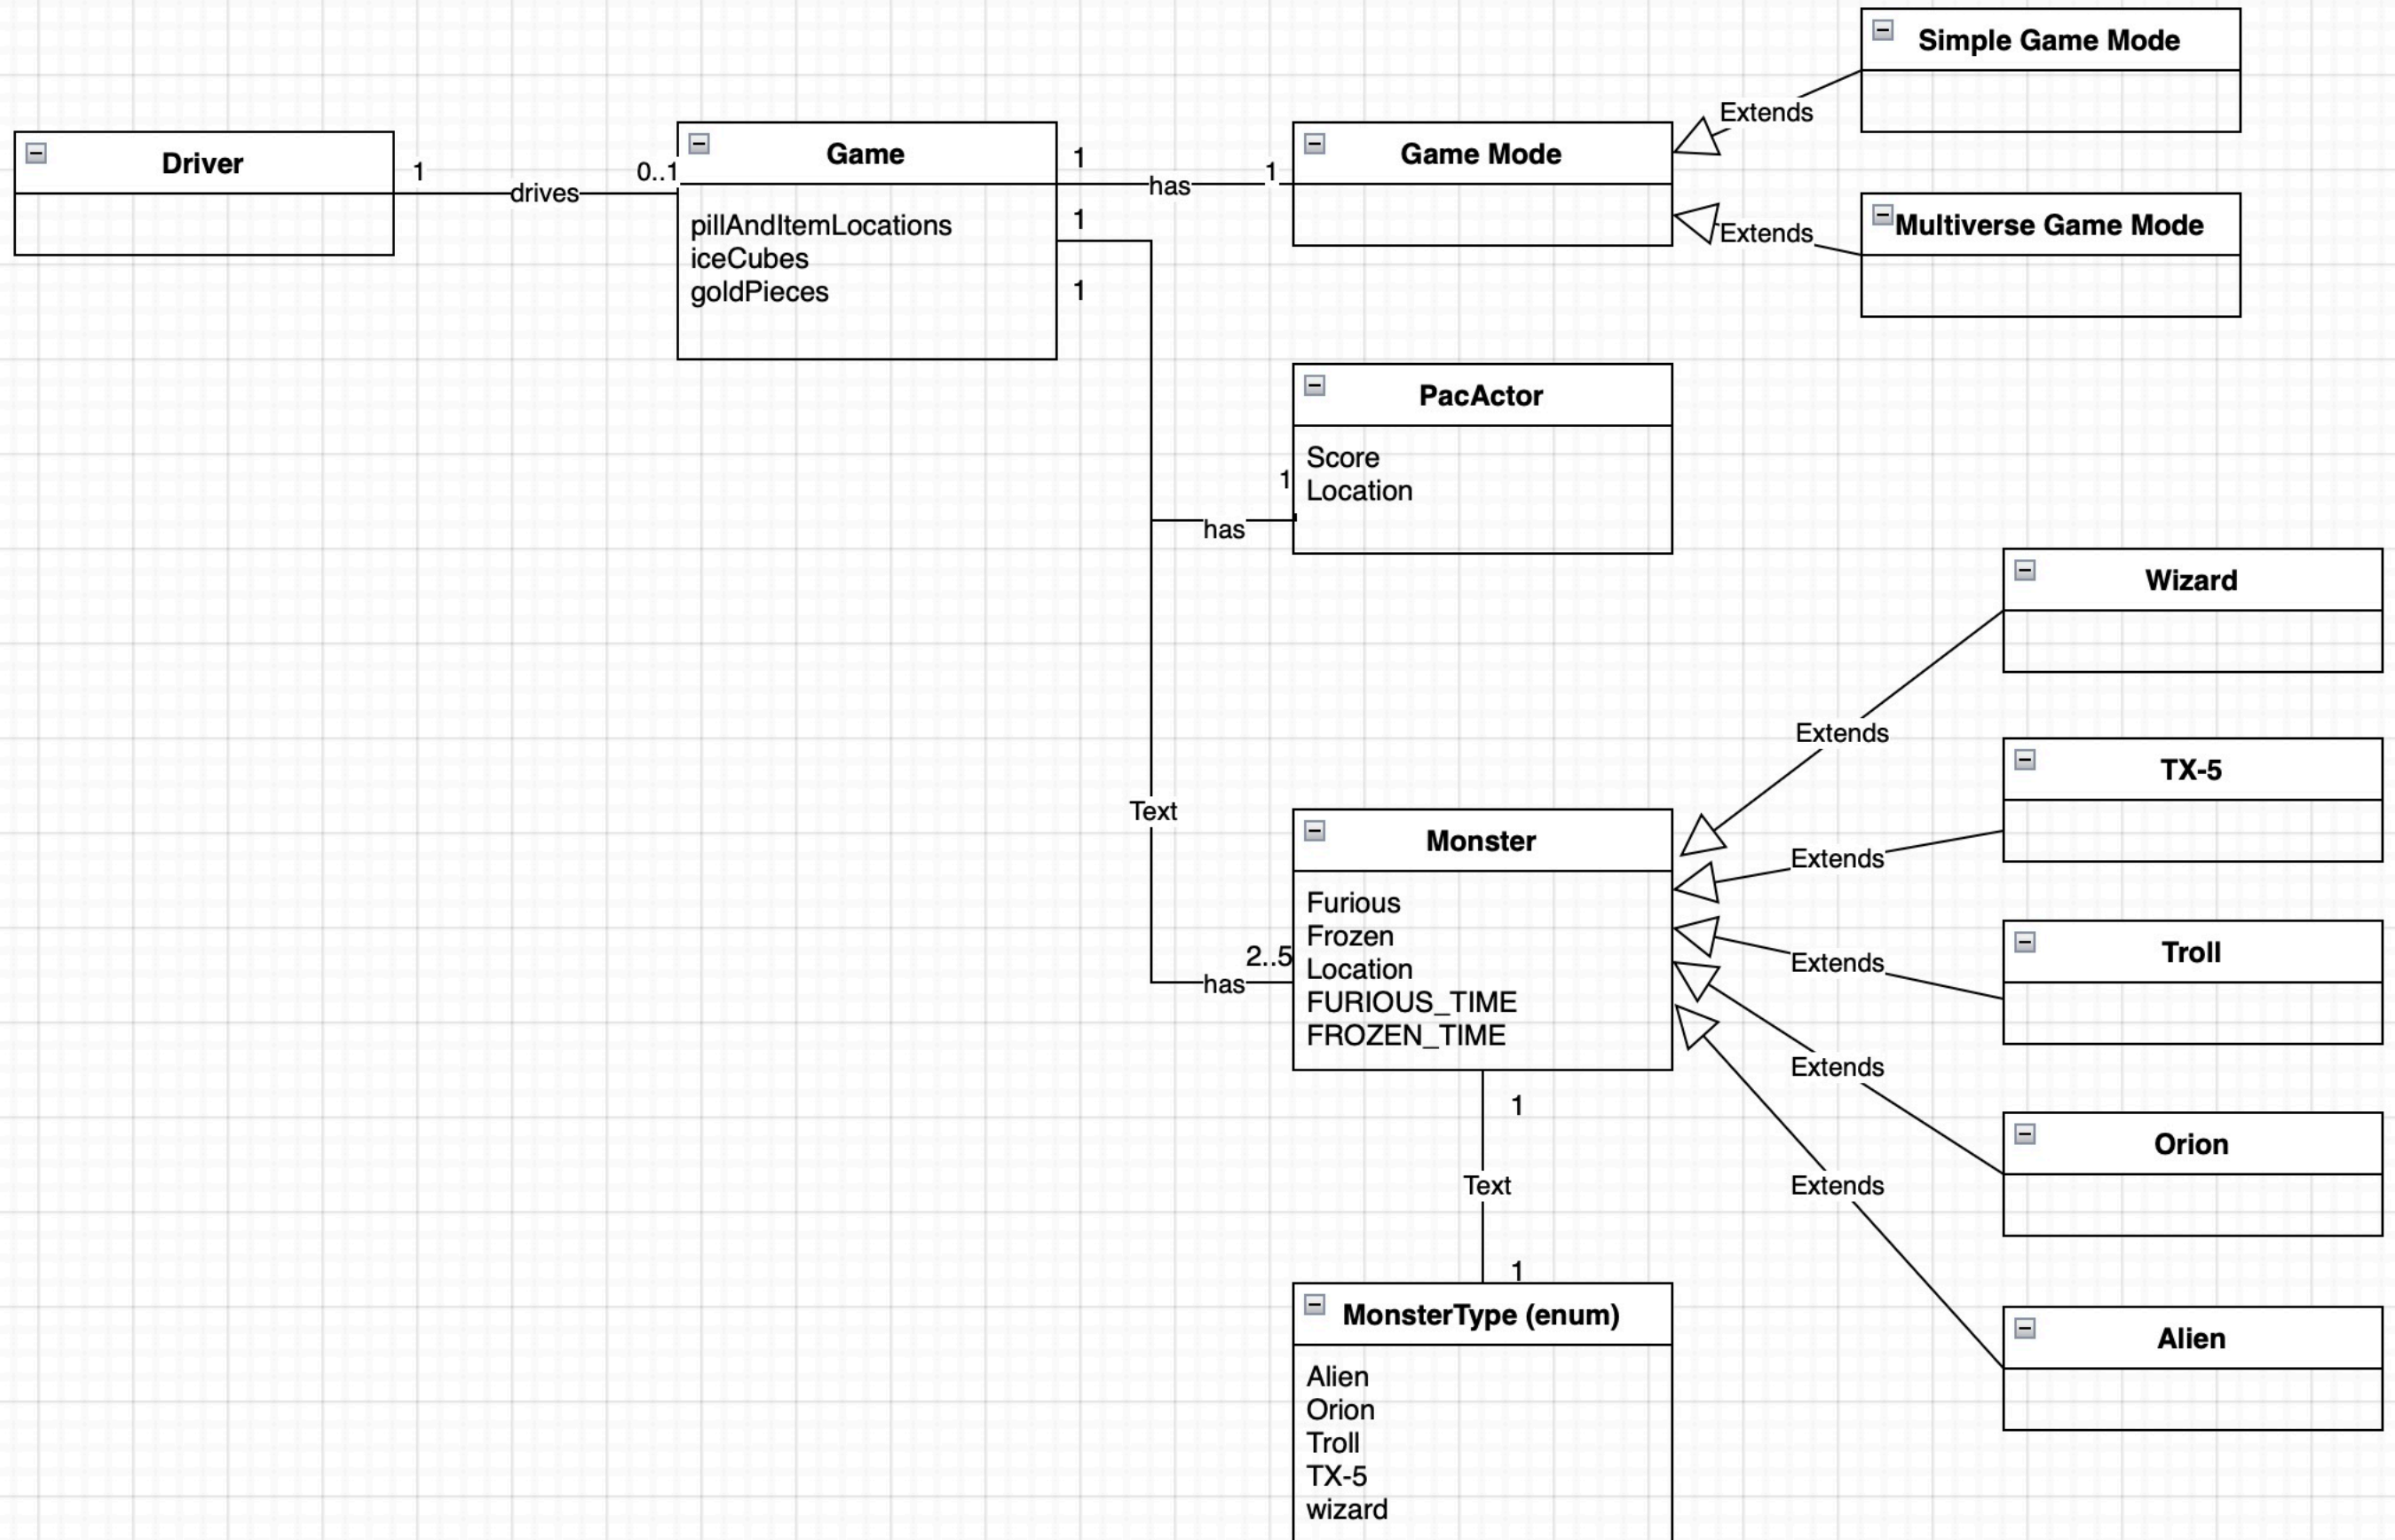 Simple Game Mode
Extends
Driver
1
drives
0..1
Game
pillAndItemLocations
iceCubes
goldPieces
1
has
1
1
1
Game Mode
Extends
Multiverse Game Mode
PacActor
Score
Location
1
has
Wizard
Extends
TX-5
Extends
Text
Monster
Furious
Frozen
Location
FURIOUS_TIME
FROZEN_TIME
2..5
has
Troll
Extends
Orion
Extends
Alien
Extends
1
Text
1
MonsterType (enum)
Alien
Orion
Troll
TX-5
wizard